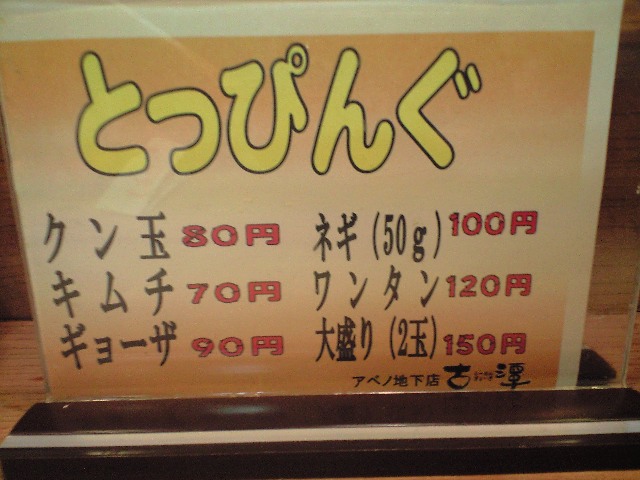 とっぴんぐ
クン玉 80円 ネギ(50g) 100円
キムチ 70円 ワンタン 120円
ギョーザ 90円 大盛り(2玉) 150円
アベノ地下店 古潭